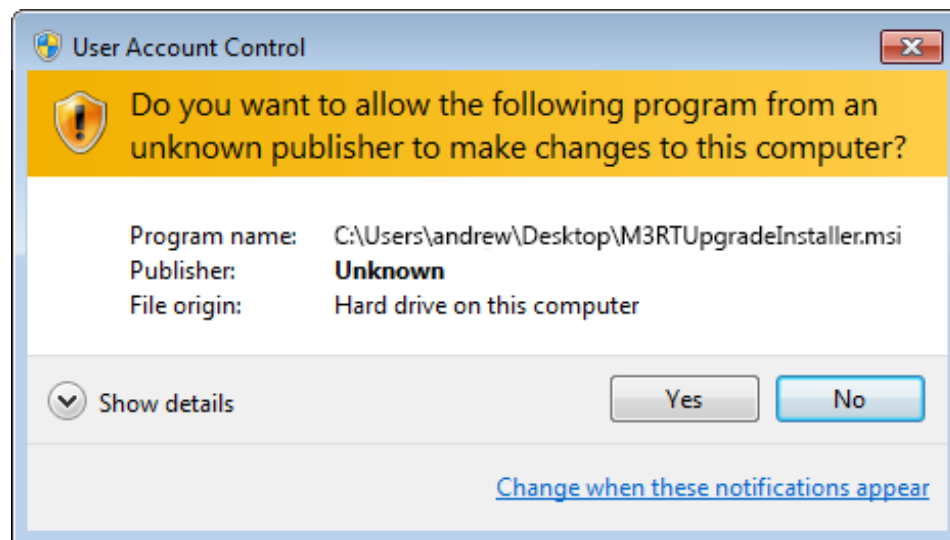 User Account Control
Do you want to allow the following program from an
unknown publisher to make changes to this computer?
Program name: C:\Users\andrew\Desktop\M3RTUpgradeInstaller.msi
Publisher: Unknown
File origin: Hard drive on this computer
Show details
Yes
No
Change when these notifications appear